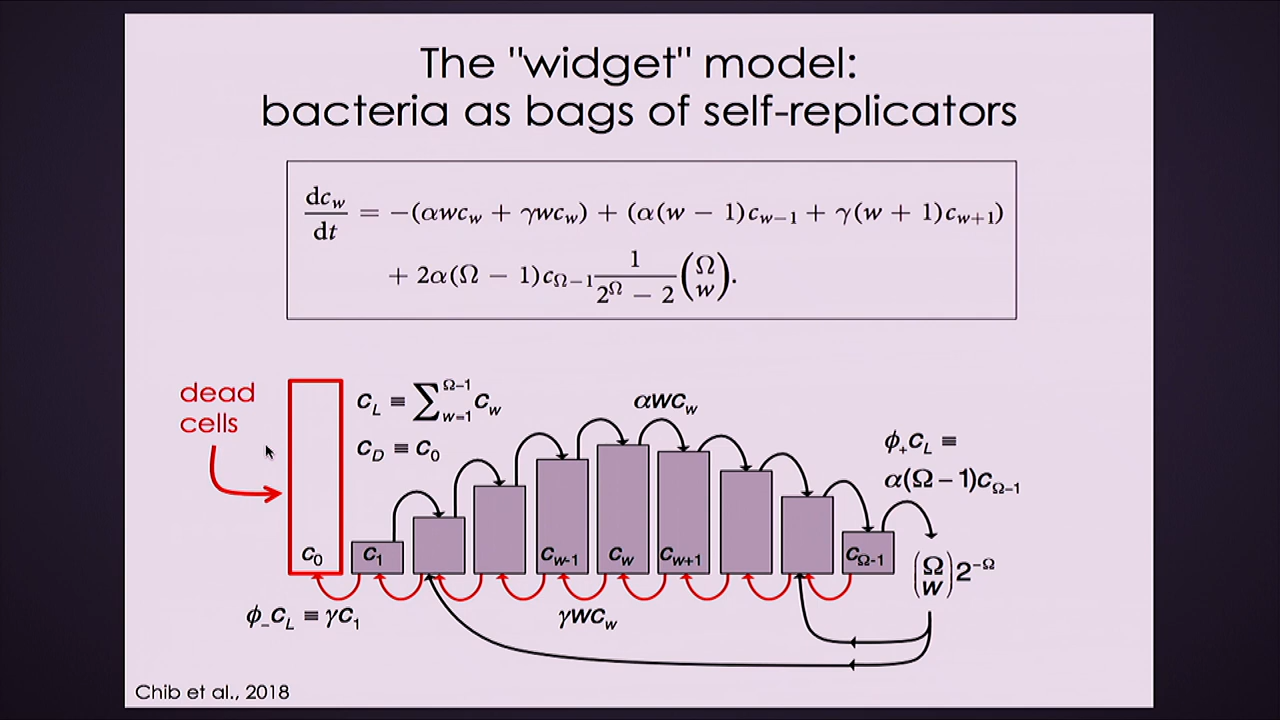 The "widget" model:
bacteria as bags of self-replicators
dc_w/dt = −(αwc_w + γwc_w) + (α(w − 1)c_{w−1} + γ(w + 1)c_{w+1})
+ 2α(Ω − 1)c_{Ω−1} 1/(2^Ω − 2) (Ω w).
dead
cells
c_L ≡ ∑_{w=1}^{Ω−1} c_w
c_D ≡ c_0
αwc_w
ϕ_+c_L ≡
α(Ω−1)c_{Ω−1}
c_0
c_1
c_{w-1}
c_w
c_{w+1}
c_{Ω-1}
(Ω w)2^{−Ω}
ϕ_−c_L ≡ γc_1
γwc_w
Chib et al., 2018